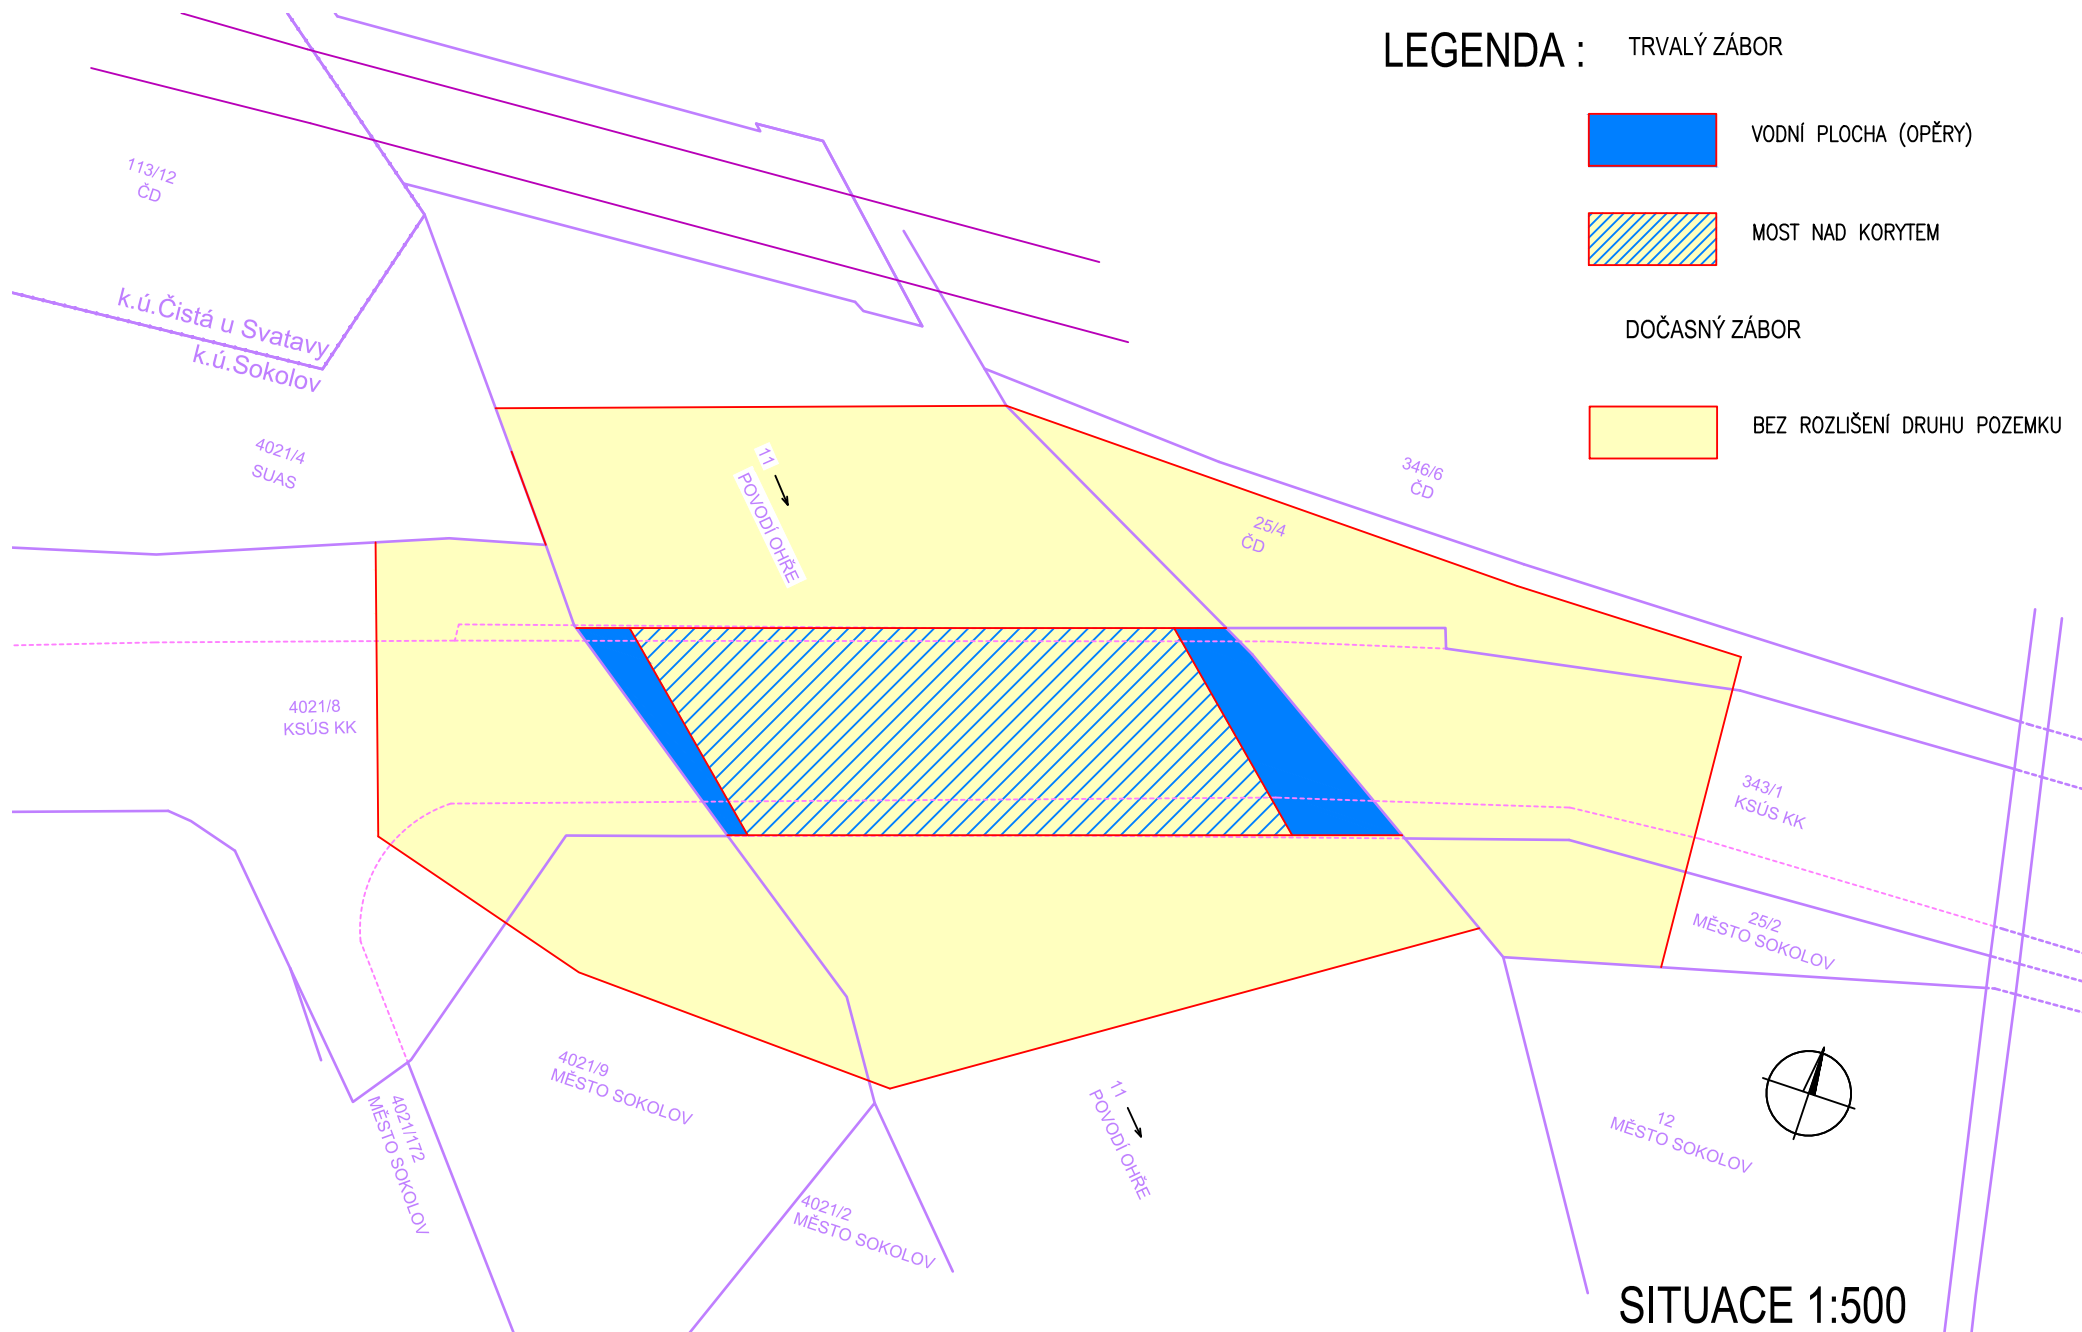 LEGENDA :
TRVALÝ ZÁBOR
VODNÍ PLOCHA (OPĚRY)
MOST NAD KORYTEM
DOČASNÝ ZÁBOR
BEZ ROZLIŠENÍ DRUHU POZEMKU
113/12
ČD
k.ú.Čistá u Svatavy
k.ú.Sokolov
4021/4
SUAS
11
POVODÍ OHŘE
346/6
ČD
25/4
ČD
4021/8
KSÚS KK
343/1
KSÚS KK
25/2
MĚSTO SOKOLOV
4021/9
MĚSTO SOKOLOV
4021/172
MĚSTO SOKOLOV
11
POVODÍ OHŘE
12
MĚSTO SOKOLOV
4021/2
MĚSTO SOKOLOV
SITUACE 1:500